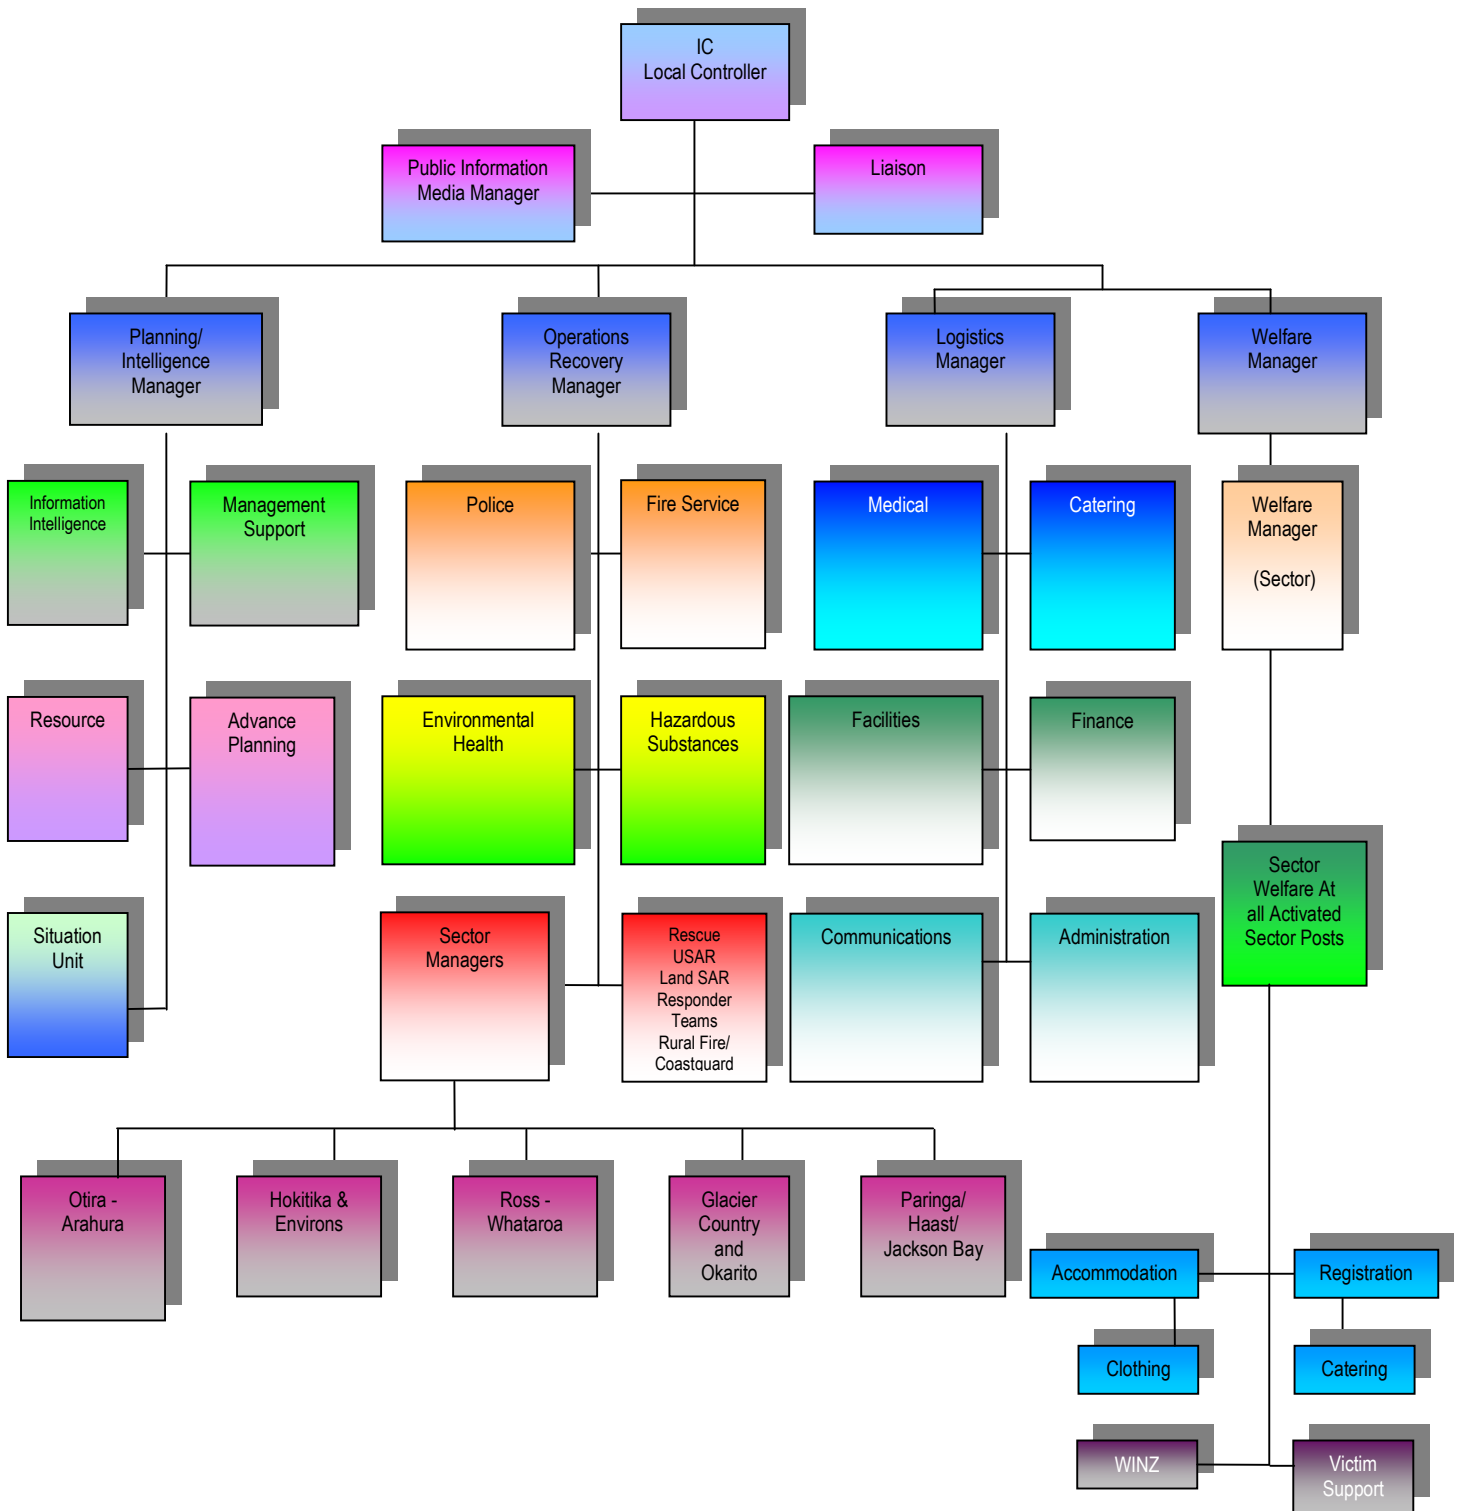 IC
Local Controller
Public Information
Media Manager
Liaison
Planning/
Intelligence
Manager
Operations
Recovery
Manager
Logistics
Manager
Welfare
Manager
Information
Intelligence
Management
Support
Police
Fire Service
Medical
Catering
Welfare
Manager
(Sector)
Resource
Advance
Planning
Environmental
Health
Hazardous
Substances
Facilities
Finance
Sector
Welfare At
all Activated
Sector Posts
Situation
Unit
Sector
Managers
Rescue
USAR
Land SAR
Responder
Teams
Rural Fire/
Coastguard
Communications
Administration
Otira -
Arahura
Hokitika &
Environs
Ross -
Whataroa
Glacier
Country
and
Okarito
Paringa/
Haast/
Jackson Bay
Accommodation
Registration
Clothing
Catering
WINZ
Victim
Support